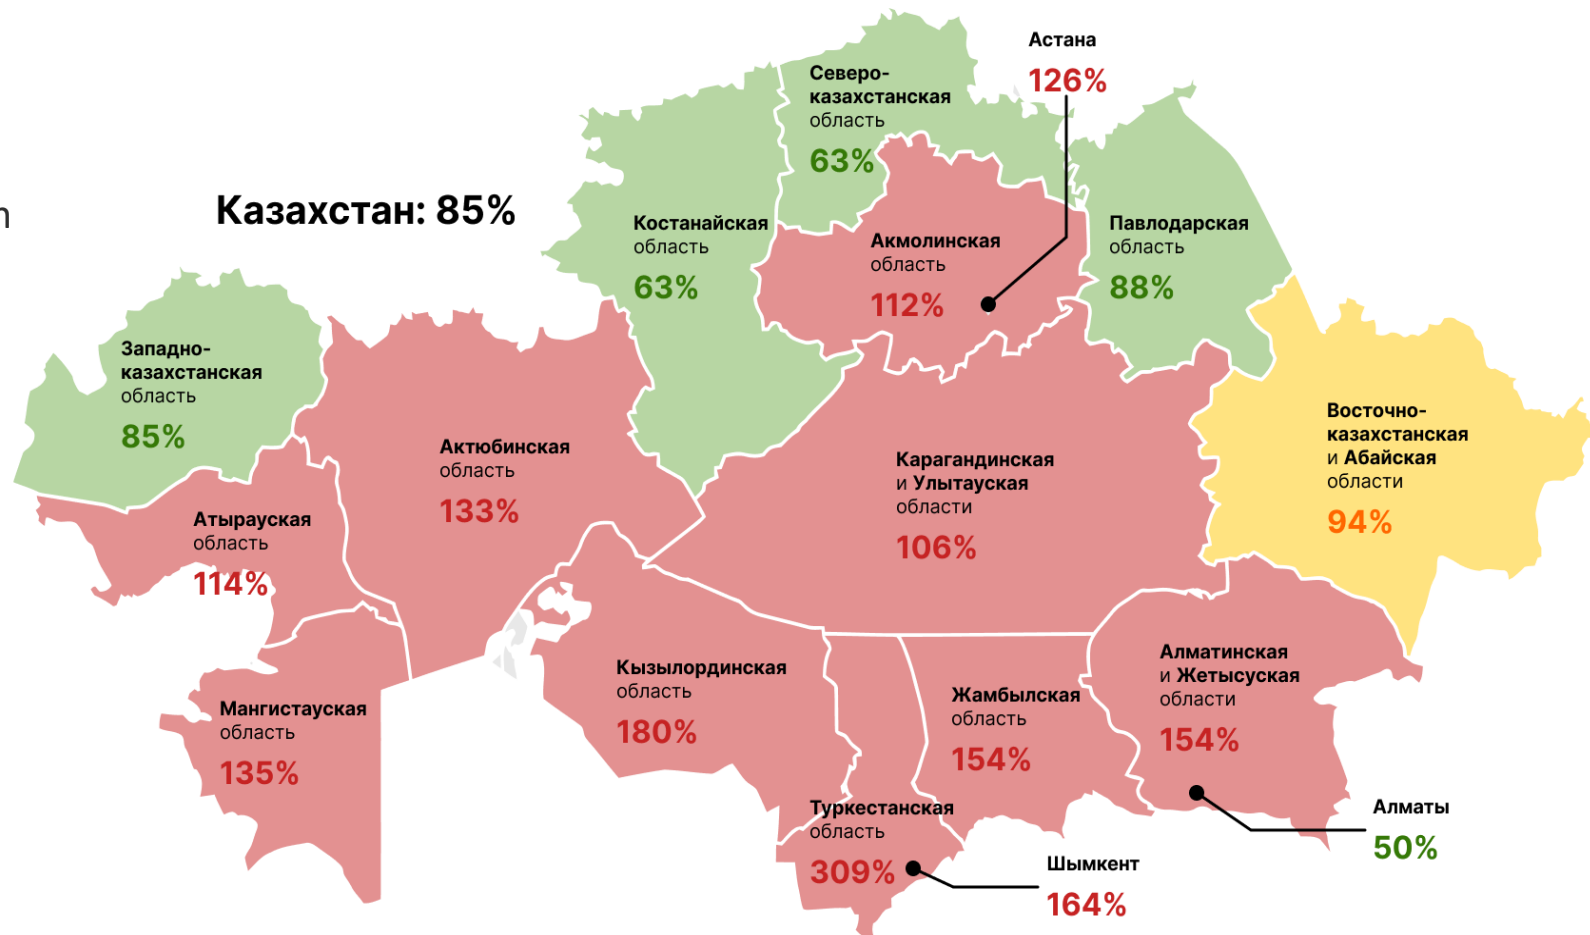 Астана
126%
Северо-
казахстанская
область
63%
n
Казахстан: 85%
Костанайская
область
63%
Акмолинская
область
112%
Павлодарская
область
88%
Западно-
казахстанская
область
85%
Актюбинская
область
133%
Восточно-
казахстанская
и Абайская
области
94%
Карагандинская
и Улытауская
области
106%
Атырауская
область
114%
Кызылординская
область
180%
Жамбылская
область
154%
Алматинская
и Жетысуская
области
154%
Мангистауская
область
135%
Туркестанская
область
309%
Алматы
50%
Шымкент
164%